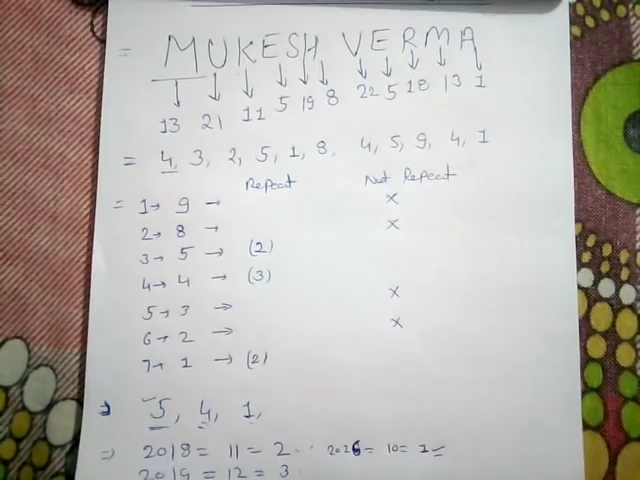 = MUKESH VERMA
13 21 11 5 19 8 22 5 18 13 1
= 4, 3, 2, 5, 1, 8, 4, 5, 9, 4, 1
Repeat Not Repeat
= 1→ 9 → ×
2→ 8 → ×
3→ 5 → (2)
4→ 4 → (3)
5→ 3 → ×
6→ 2 → ×
7→ 1 → (2)
⇒ 5, 4, 1,
⇒ 2018 = 11 = 2 .. 2026 = 10 = 1
2019 = 12 = 3